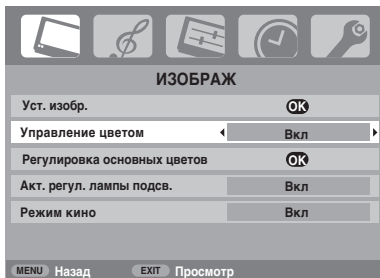 ИЗОБРАЖ
Уст. изобр. OK
Управление цветом Вкл
Регулировка основных цветов OK
Акт. регул. лампы подсв. Вкл
Режим кино Вкл
MENU Назад EXIT Просмотр